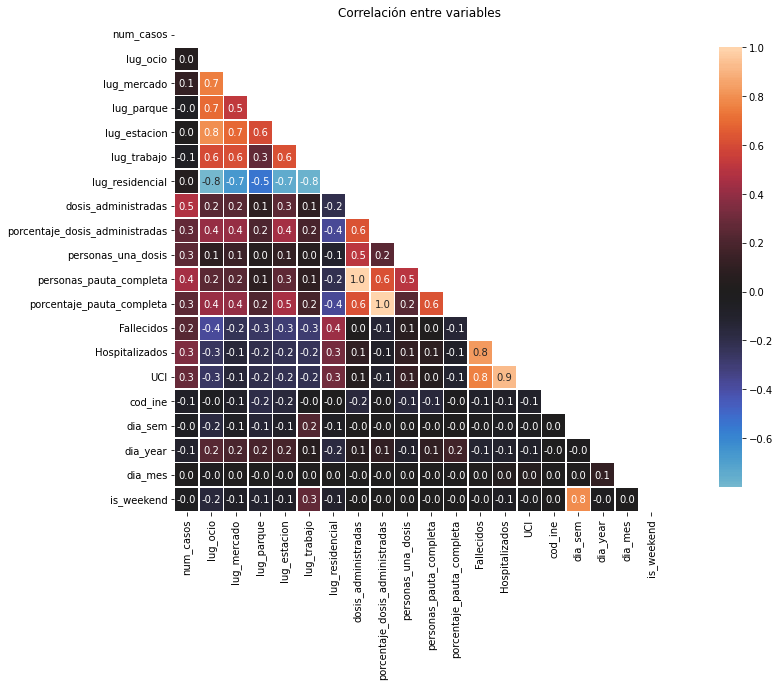 Correlación entre variables
num_casos
lug_ocio 0.0
lug_mercado 0.1 0.7
lug_parque -0.0 0.7 0.5
lug_estacion 0.0 0.8 0.7 0.6
lug_trabajo -0.1 0.6 0.6 0.3 0.6
lug_residencial 0.0 -0.8 -0.7 -0.5 -0.7 -0.8
dosis_administradas 0.5 0.2 0.2 0.1 0.3 0.1 -0.2
porcentaje_dosis_administradas 0.3 0.4 0.4 0.2 0.4 0.2 -0.4 0.6
personas_una_dosis 0.3 0.1 0.1 0.0 0.1 0.0 -0.1 0.5 0.2
personas_pauta_completa 0.4 0.2 0.2 0.1 0.3 0.1 -0.2 1.0 0.6 0.5
porcentaje_pauta_completa 0.3 0.4 0.4 0.2 0.5 0.2 -0.4 0.6 1.0 0.2 0.6
Fallecidos 0.2 -0.4 -0.2 -0.3 -0.3 -0.3 0.4 0.0 -0.1 0.1 0.0 -0.1
Hospitalizados 0.3 -0.3 -0.1 -0.2 -0.2 -0.2 0.3 0.1 -0.1 0.1 0.1 -0.1 0.8
UCI 0.3 -0.3 -0.1 -0.2 -0.2 -0.2 0.3 0.1 -0.1 0.1 0.0 -0.1 0.8 0.9
cod_ine -0.1 -0.0 -0.1 -0.2 -0.2 -0.0 -0.0 -0.2 -0.0 -0.1 -0.1 -0.0 -0.1 -0.1 -0.1
dia_sem -0.0 -0.2 -0.1 -0.1 -0.1 0.2 -0.1 -0.0 -0.0 -0.0 -0.0 -0.0 -0.0 -0.0 -0.0 0.0
dia_year -0.1 0.2 0.2 0.2 0.2 0.1 -0.2 0.1 0.1 -0.1 0.1 0.2 -0.1 -0.1 -0.1 -0.0 -0.0
dia_mes 0.0 -0.0 0.0 -0.0 -0.0 -0.0 0.0 0.0 0.0 0.0 0.0 0.0 0.0 0.0 0.0 0.0 0.0 0.1
is_weekend -0.0 -0.2 -0.1 -0.1 -0.1 0.3 -0.1 0.0 -0.0 -0.0 -0.0 -0.0 -0.0 -0.1 -0.0 0.0 0.8 -0.0 0.0
num_casos
lug_ocio
lug_mercado
lug_parque
lug_estacion
lug_trabajo
lug_residencial
dosis_administradas
porcentaje_dosis_administradas
personas_una_dosis
personas_pauta_completa
porcentaje_pauta_completa
Fallecidos
Hospitalizados
UCI
cod_ine
dia_sem
dia_year
dia_mes
is_weekend
1.0
0.8
0.6
0.4
0.2
0.0
−0.2
−0.4
−0.6